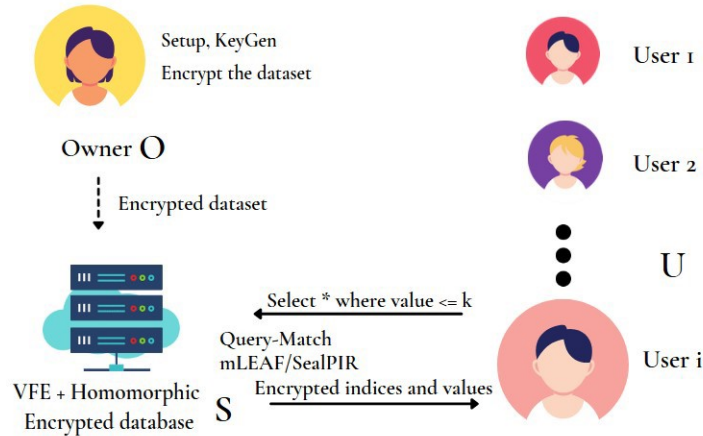 Setup, KeyGen
Encrypt the dataset
Owner O
Encrypted dataset
VFE + Homomorphic
Encrypted database
S
Select * where value <= k
Query-Match
mLEAF/SealPIR
Encrypted indices and values
User 1
User 2
U
User i